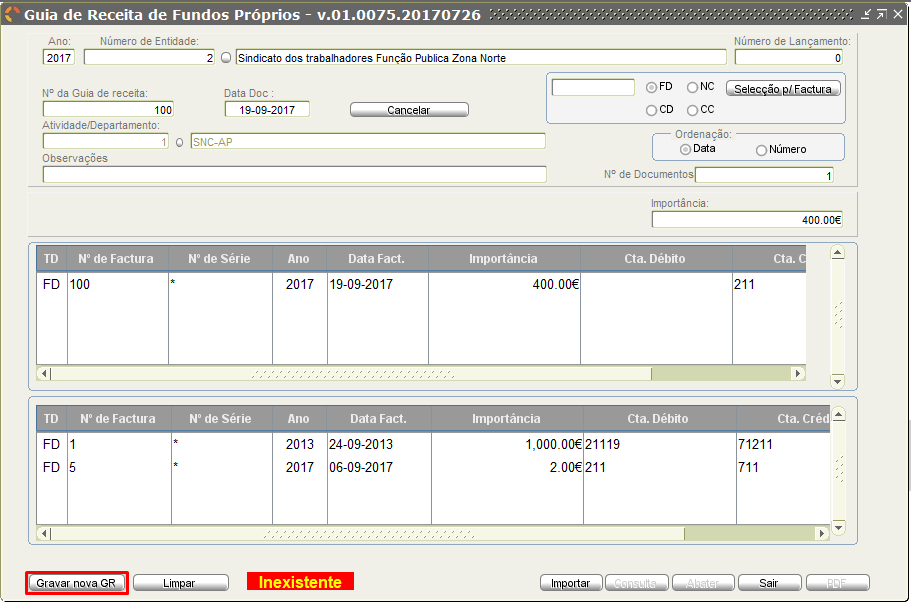 Guia de Receita de Fundos Próprios - v.01.0075.20170726
Ano: Número de Entidade: Número de Lançamento:
2017 2 Sindicato dos trabalhadores Função Publica Zona Norte 0
Nº da Guia de receita: Data Doc : FD NC Selecção p/ Factura
100 19-09-2017 Cancelar CD CC
Atividade/Departamento: Ordenação:
1 SNC-AP Data Número
Observações
Nº de Documentos 1
Importância:
400.00€
TD Nº de Factura Nº de Série Ano Data Fact. Importância Cta. Débito Cta. C
FD 100 * 2017 19-09-2017 400.00€ 211
TD Nº de Factura Nº de Série Ano Data Fact. Importância Cta. Débito Cta. Créd
FD 1 * 2013 24-09-2013 1,000.00€ 21119 71211
FD 5 * 2017 06-09-2017 2.00€ 211 711
Gravar nova GR Limpar Inexistente Importar Consulta Abater Sair PDF